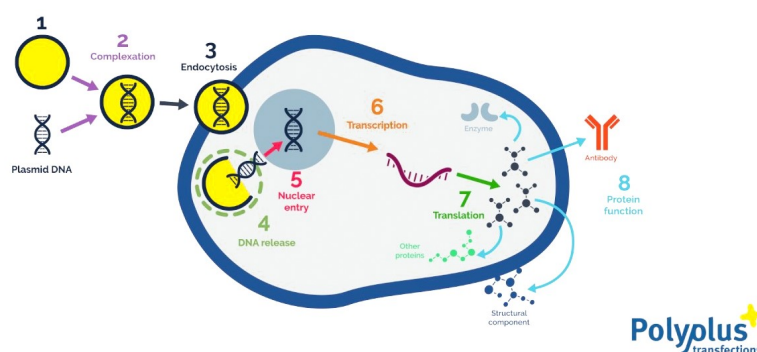 1
2
Complexation
3
Endocytosis
Plasmid DNA
4
DNA release
5
Nuclear
entry
6
Transcription
7
Translation
Enzyme
Antibody
8
Protein
function
Other
proteins
Structural
component
Polyplus
transfection